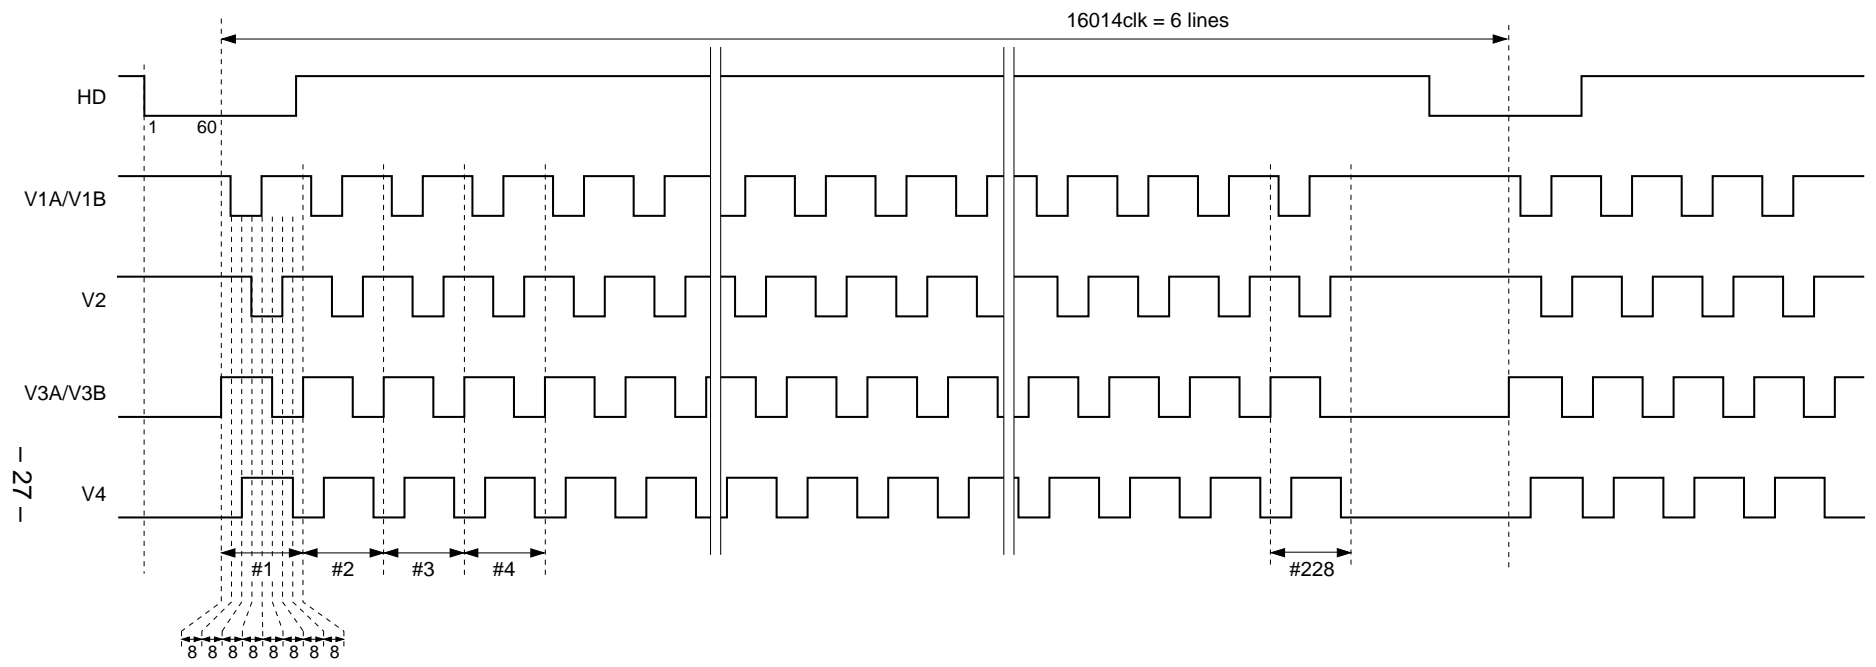 16014clk = 6 lines
HD
1 60
V1A/V1B
V2
V3A/V3B
V4
#1 #2 #3 #4 #228
8 8 8 8 8 8 8 8
– 27 –